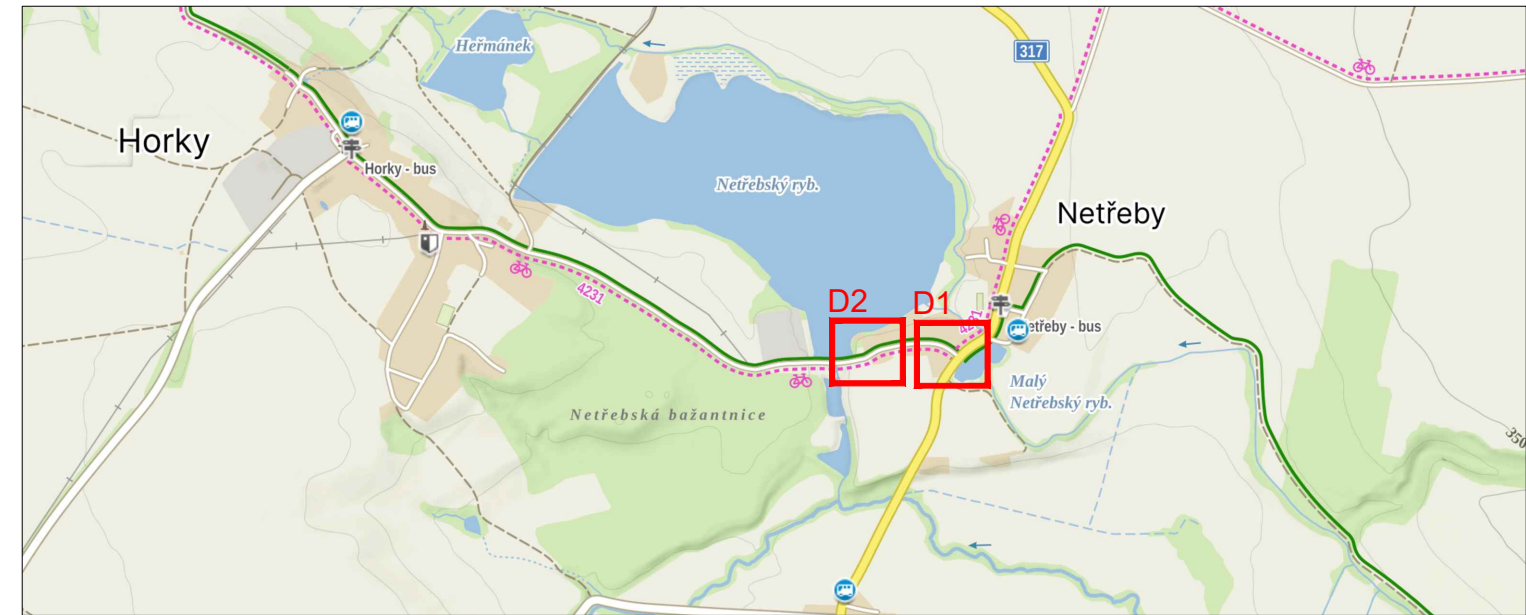 Heřmánek
317
Horky
Horky - bus
Netřebský ryb.
Netřeby
4231
D2
D1
4231
etřeby - bus
Malý
Netřebský ryb.
Netřebská bažantnice
350